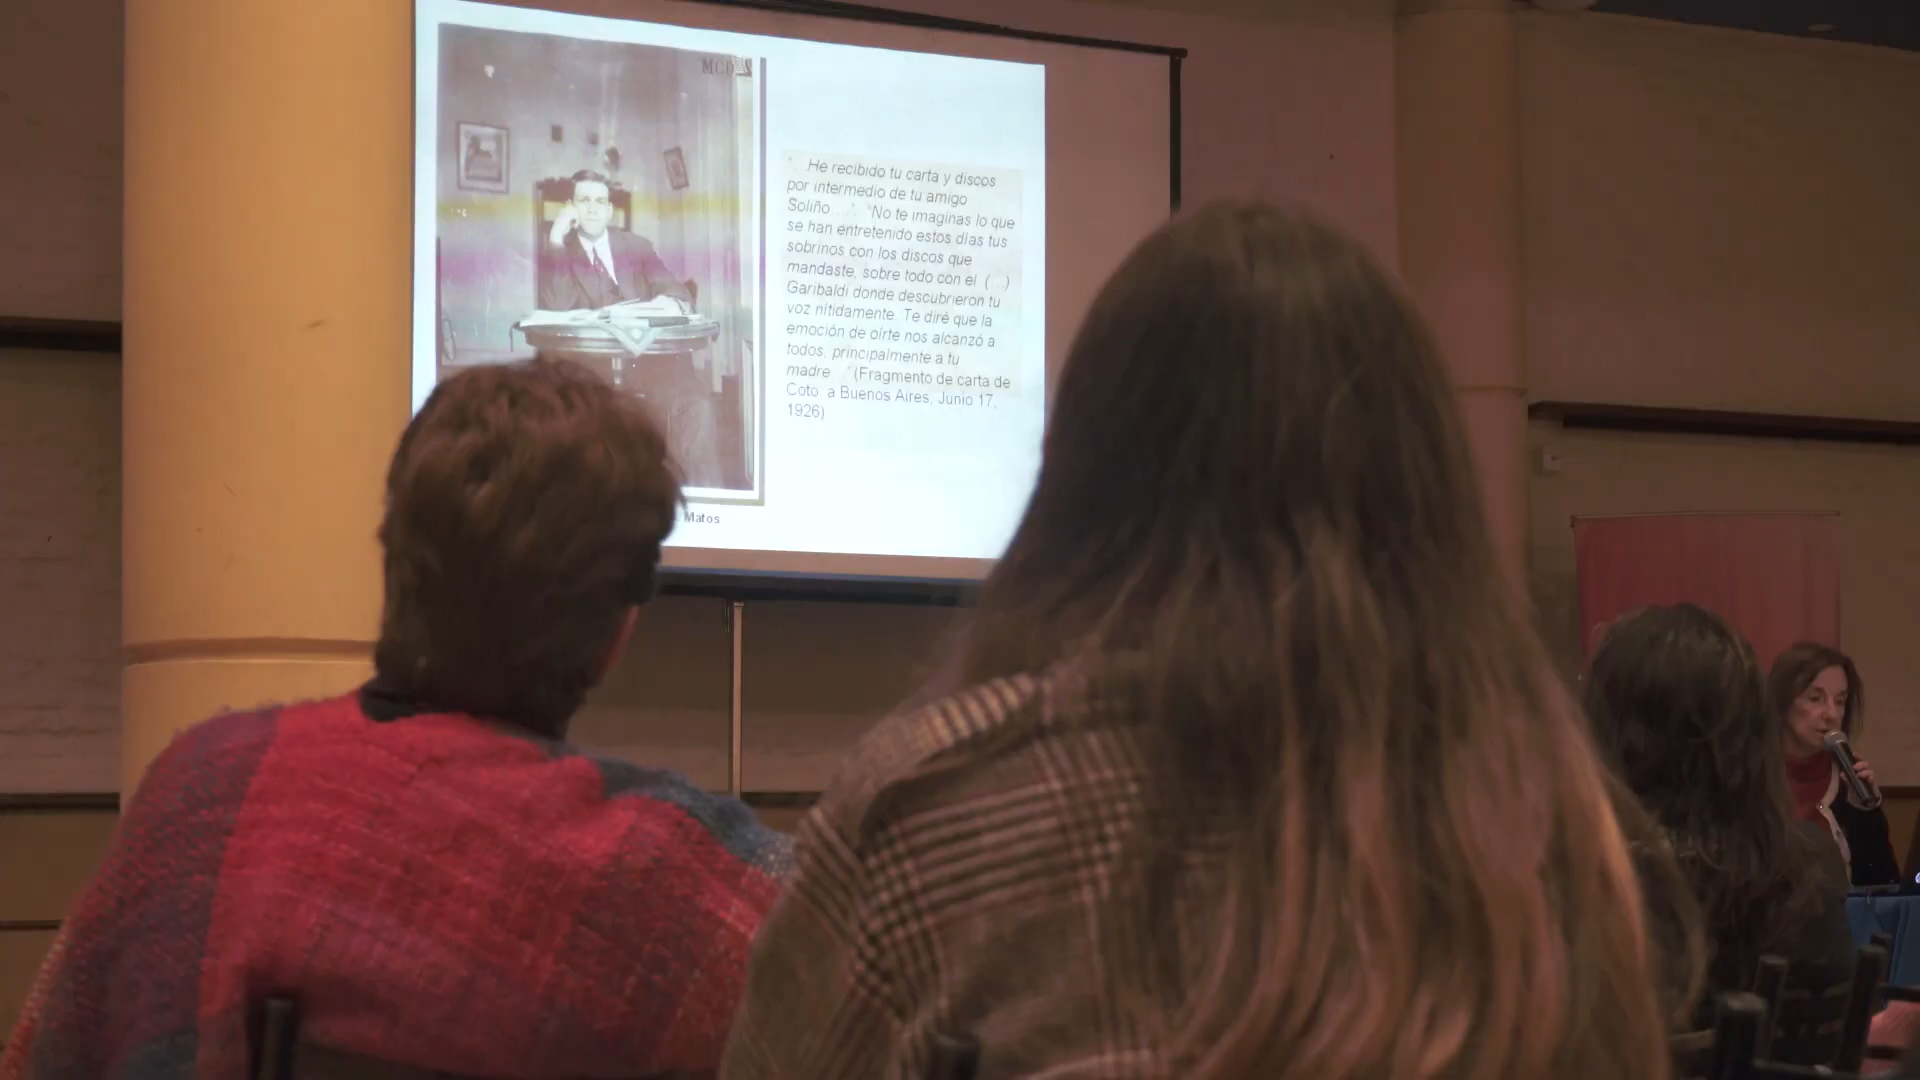 MCD
"...He recibido tu carta y discos
por intermedio de tu amigo
Soliño ...". "No te imaginas lo que
se han entretenido estos días tus
sobrinos con los discos que
mandaste, sobre todo con el (...)
Garibaldi donde descubrieron tu
voz nítidamente. Te diré que la
emoción de oírte nos alcanzó a
todos, principalmente a tu
madre..." (Fragmento de carta de
Coto a Buenos Aires, Junio 17,
1926)
Matos